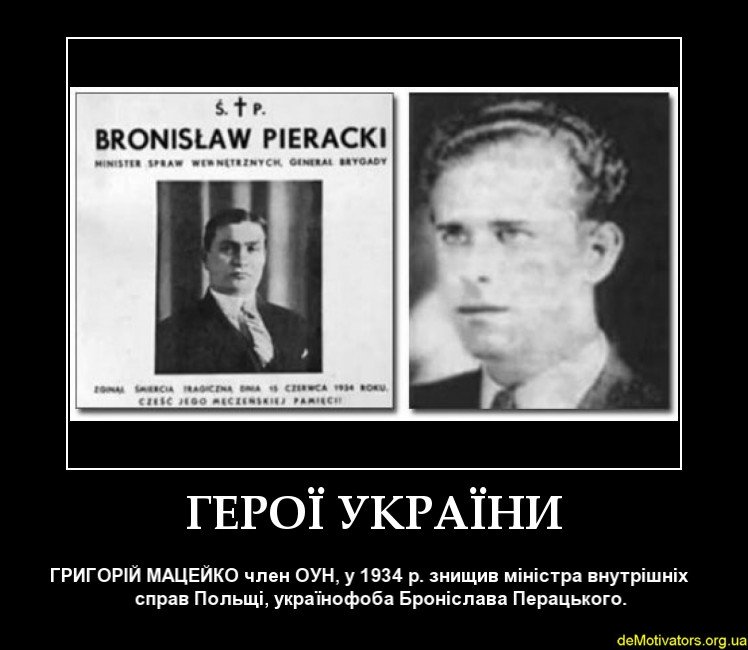 Ś. † P.
BRONISŁAW PIERACKI
MINISTER SPRAW WEWNĘTRZNYCH, GENERAŁ BRYGADY
ZGINĄŁ ŚMIERCIĄ TRAGICZNĄ DNIA 15 CZERWCA 1934 ROKU.
CZEŚĆ JEGO MĘCZEŃSKIEJ PAMIĘCI!
ГЕРОЇ УКРАЇНИ
ГРИГОРІЙ МАЦЕЙКО член ОУН, у 1934 р. знищив міністра внутрішніх
справ Польщі, українофоба Броніслава Перацького.
deMotivators.org.ua